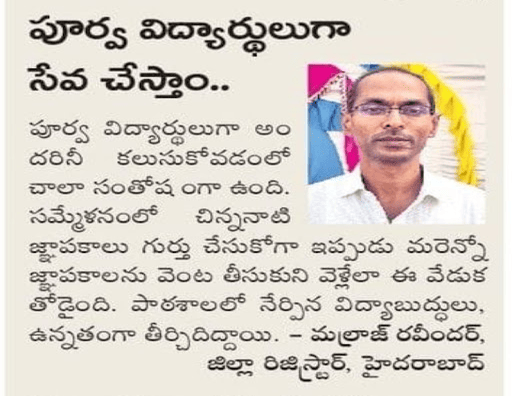 పూర్వ విద్యార్థులుగా
సేవ చేస్తాం..
పూర్వ విద్యార్థులుగా అం
దరినీ కలుసుకోవడంలో
చాలా సంతోష ంగా ఉంది.
సమ్మేళనంలో చిన్ననాటి
జ్ఞాపకాలు గుర్తు చేసుకోగా ఇప్పుడు మరెన్నో
జ్ఞాపకాలను వెంట తీసుకుని వెళ్లేలా ఈ వేడుక
తోడైంది. పాఠశాలలో నేర్పిన విద్యాబుద్ధులు,
ఉన్నతంగా తీర్చిదిద్దాయి. – మల్రాజ్ రవీందర్,
జిల్లా రిజిస్ట్రార్, హైదరాబాద్